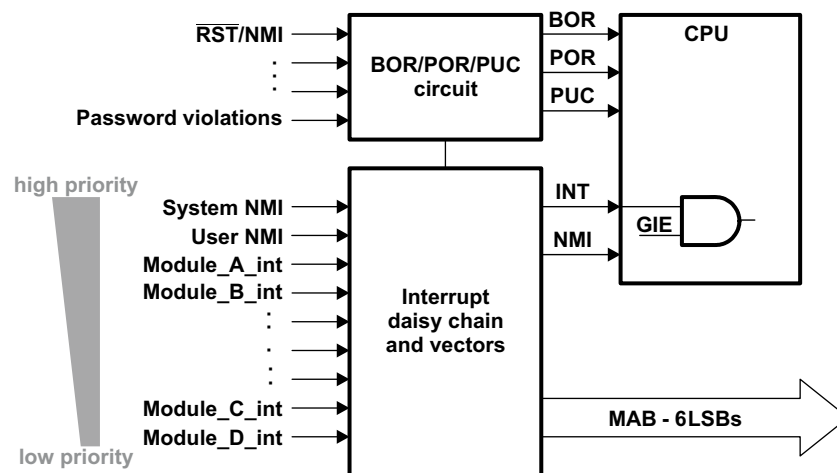 RST/NMI
Password violations
BOR/POR/PUC
circuit
BOR
POR
PUC
CPU
high priority
low priority
System NMI
User NMI
Module_A_int
Module_B_int
Module_C_int
Module_D_int
Interrupt
daisy chain
and vectors
INT
NMI
GIE
MAB - 6LSBs